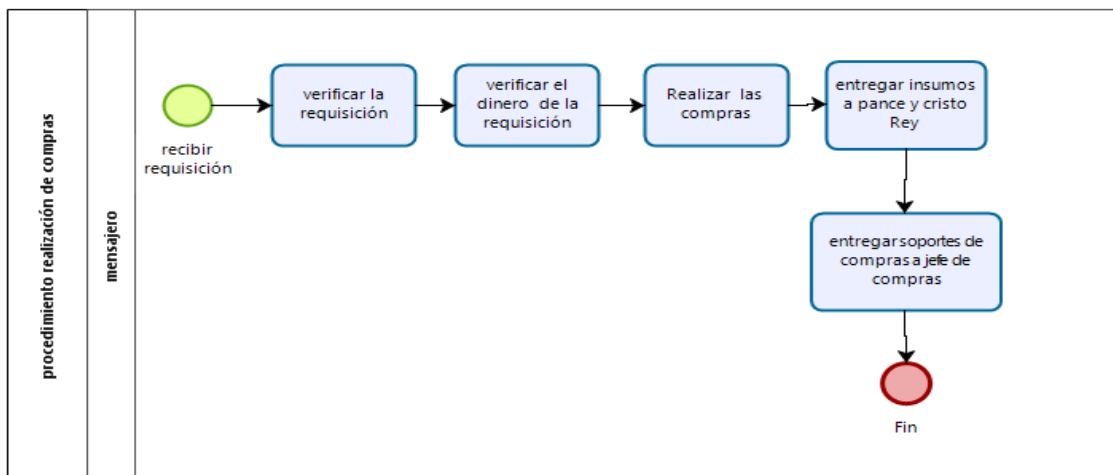 procedimiento realización de compras
mensajero
recibir
requisición
verificar la
requisición
verificar el
dinero de la
requisición
Realizar las
compras
entregar insumos
a pance y cristo
Rey
entregar soportes de
compras a jefe de
compras
Fin